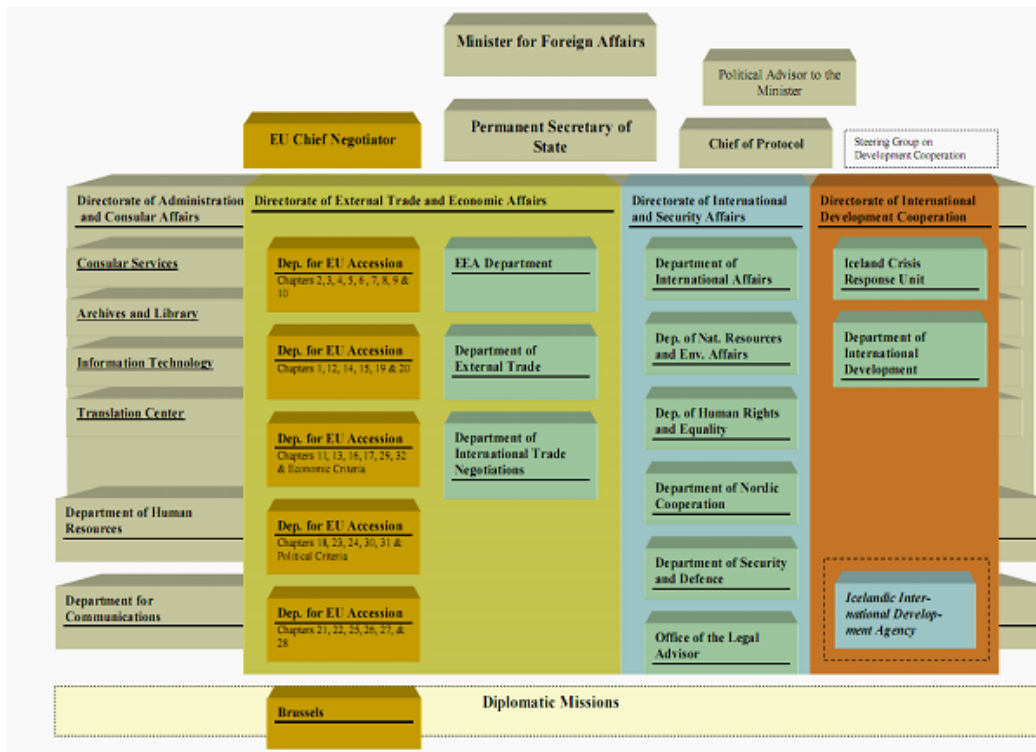 Minister for Foreign Affairs
Political Advisor to the
Minister
EU Chief Negotiator
Permanent Secretary of
State
Chief of Protocol
Steering Group on
Development Cooperation
Directorate of Administration
and Consular Affairs
Consular Services
Archives and Library
Information Technology
Translation Center
Department of Human
Resources
Department for
Communications
Directorate of External Trade and Economic Affairs
Dep. for EU Accession
Chapters 2, 3, 4, 5, 6 , 7, 8, 9 &
10
Dep. for EU Accession
Chapters 1, 12, 14, 15, 19 & 20
Dep. for EU Accession
Chapters 11, 13, 16, 17, 29, 32
& Economic Criteria
Dep. for EU Accession
Chapters 18, 23, 24, 30, 31 &
Political Criteria
Dep. for EU Accession
Chapters 21, 22, 25, 26, 27, &
28
EEA Department
Department of
External Trade
Department of
International Trade
Negotiations
Directorate of International
and Security Affairs
Department of
International Affairs
Dep. of Nat. Resources
and Env. Affairs
Dep. of Human Rights
and Equality
Department of Nordic
Cooperation
Department of Security
and Defence
Office of the Legal
Advisor
Directorate of International
Development Cooperation
Iceland Crisis
Response Unit
Department of
International
Development
Icelandic Inter-
national Develop-
ment Agency
Diplomatic Missions
Brussels